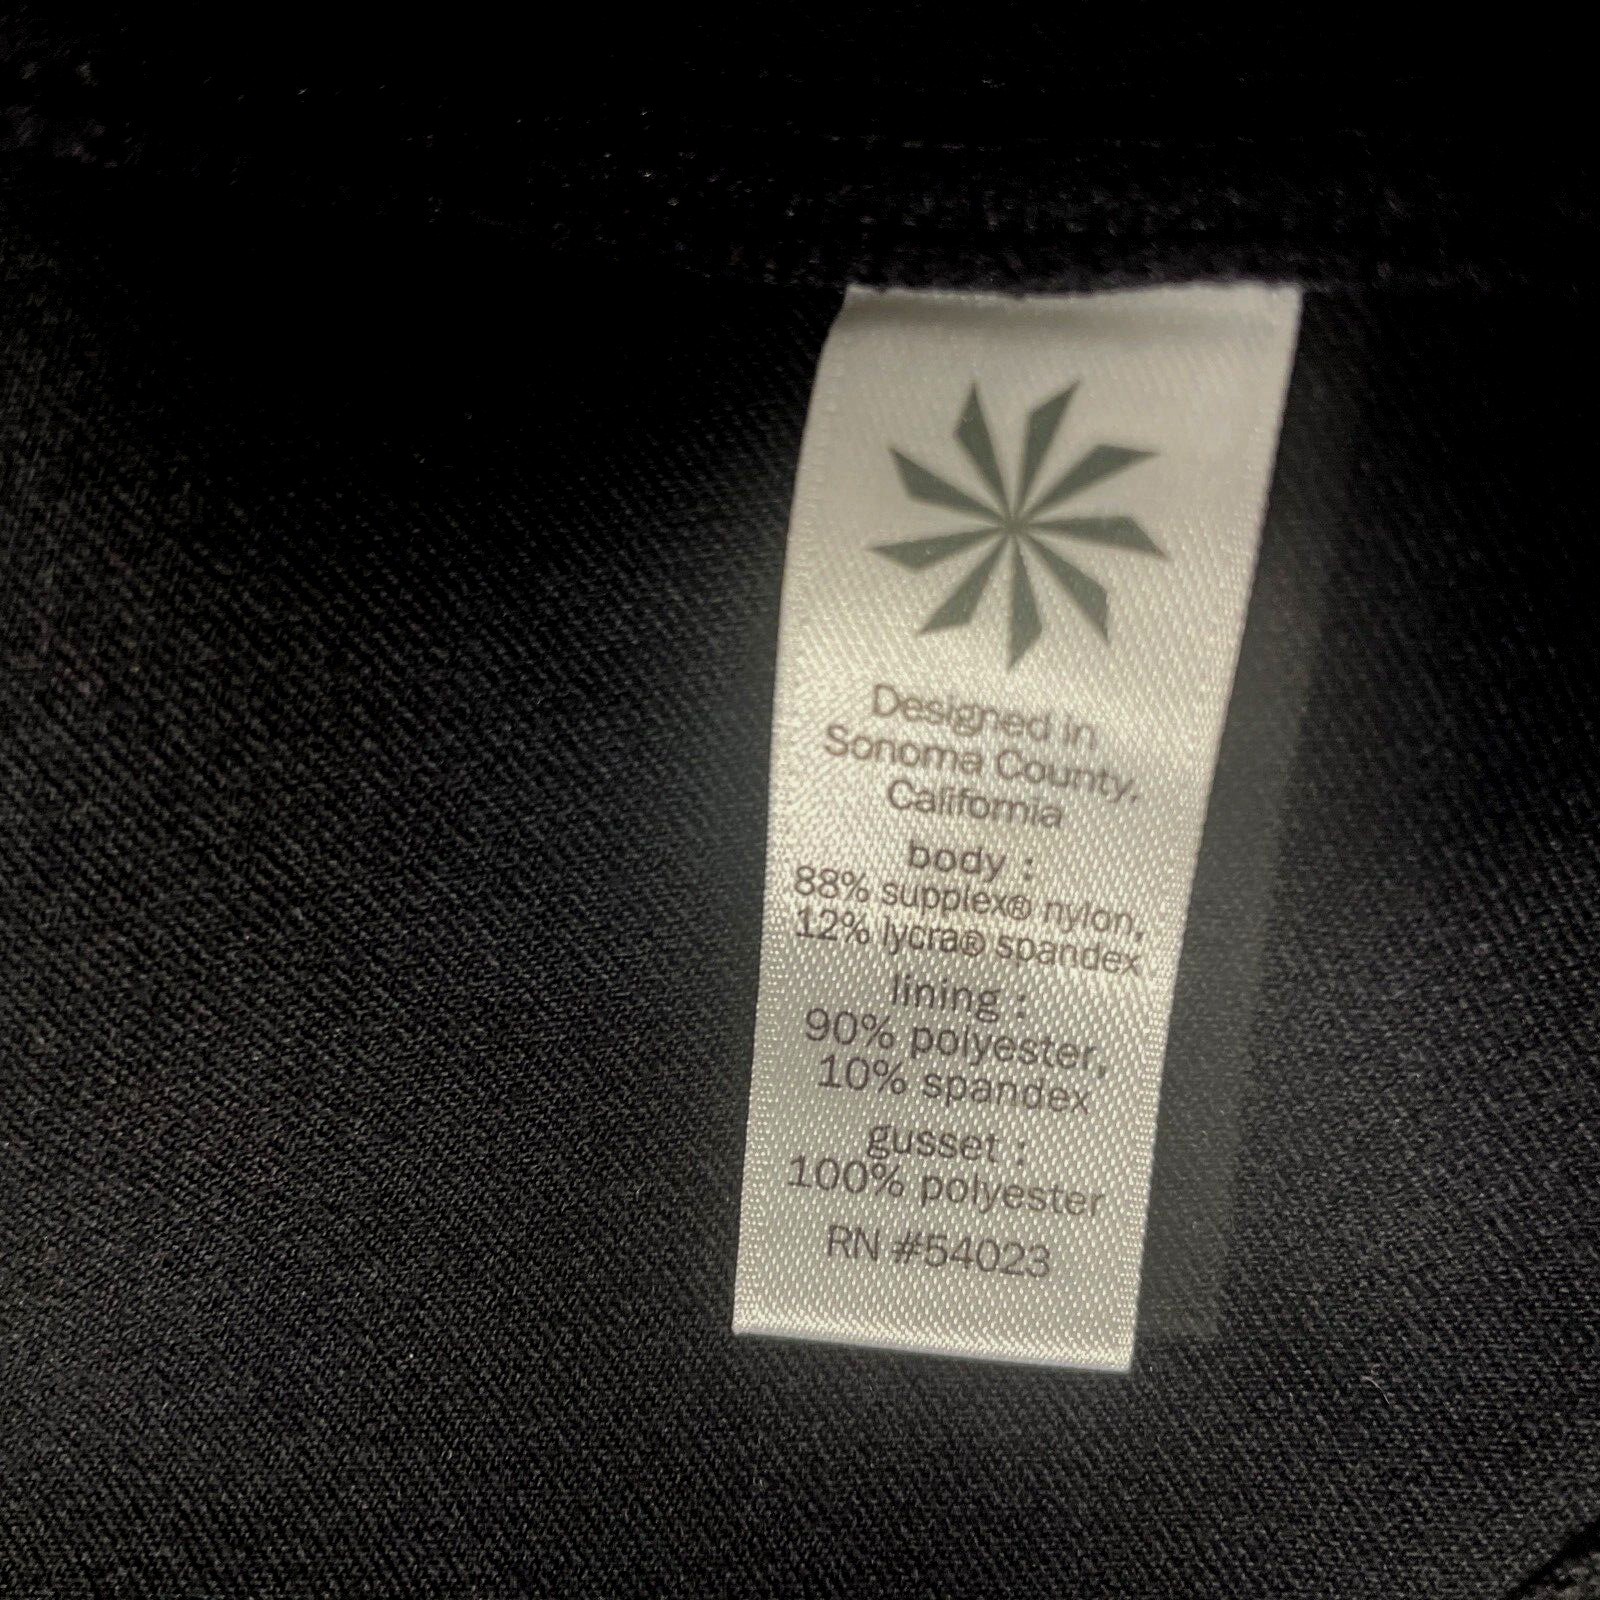 Designed in
Sonoma County,
California
body :
88% supplex® nylon,
12% lycra® spandex
lining :
90% polyester,
10% spandex
gusset :
100% polyester
RN #54023